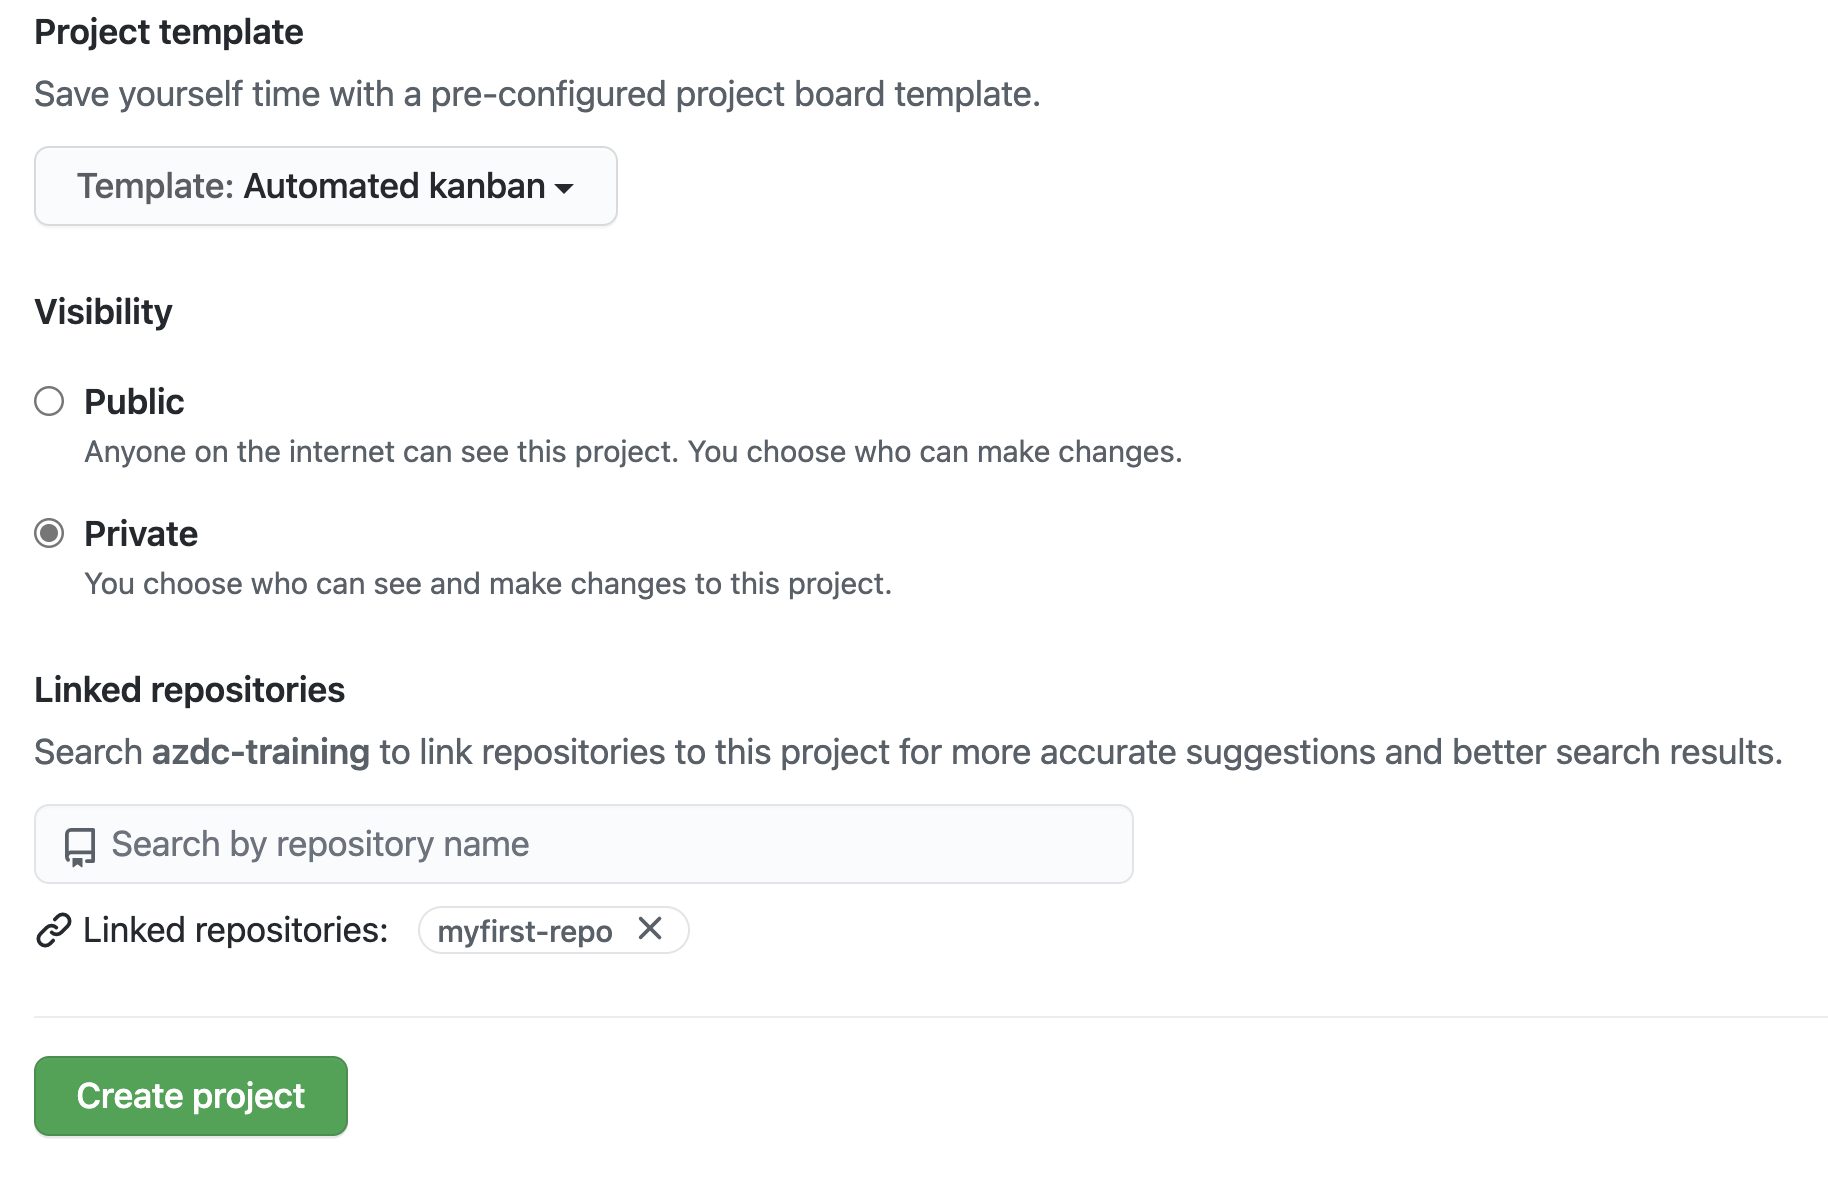 Project template
Save yourself time with a pre-configured project board template.
Template: Automated kanban
Visibility
Public
Anyone on the internet can see this project. You choose who can make changes.
Private
You choose who can see and make changes to this project.
Linked repositories
Search azdc-training to link repositories to this project for more accurate suggestions and better search results.
Search by repository name
Linked repositories: myfirst-repo
Create project